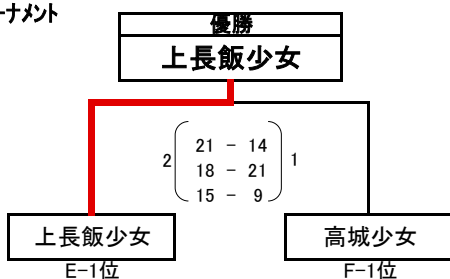 ーナメント
優勝
上長飯少女
21 - 14
2 18 - 21 1
15 - 9
上長飯少女 高城少女
E-1位 F-1位